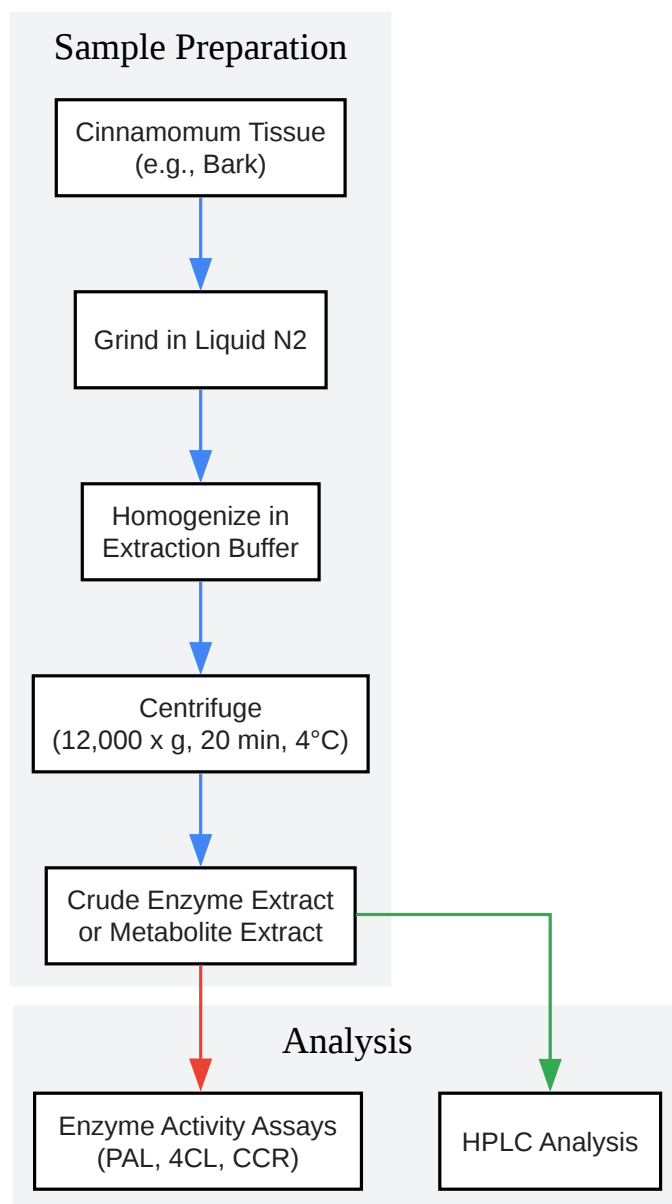 Sample Preparation
Cinnamomum Tissue
(e.g., Bark)
Grind in Liquid N2
Homogenize in
Extraction Buffer
Centrifuge
(12,000 x g, 20 min, 4°C)
Crude Enzyme Extract
or Metabolite Extract
Analysis
Enzyme Activity Assays
(PAL, 4CL, CCR)
HPLC Analysis